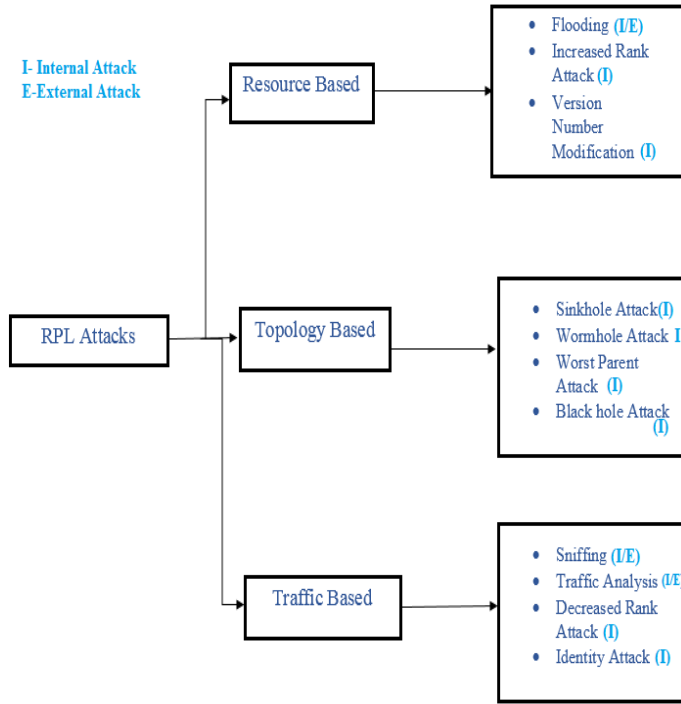 I- Internal Attack
E-External Attack
RPL Attacks
Resource Based
Topology Based
Traffic Based
• Flooding (I/E)
• Increased Rank
Attack (I)
• Version
Number
Modification (I)
• Sinkhole Attack(I)
• Wormhole Attack I
• Worst Parent
Attack (I)
• Black hole Attack
(I)
• Sniffing (I/E)
• Traffic Analysis (I/E)
• Decreased Rank
Attack (I)
• Identity Attack (I)